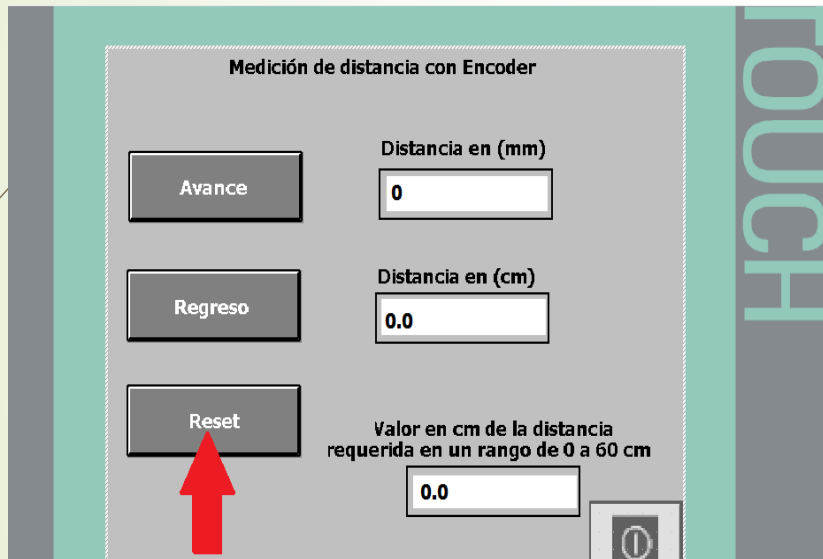 Medición de distancia con Encoder
Avance
Distancia en (mm)
0
Regreso
Distancia en (cm)
0.0
Reset
Valor en cm de la distancia
requerida en un rango de 0 a 60 cm
0.0
TOUCH